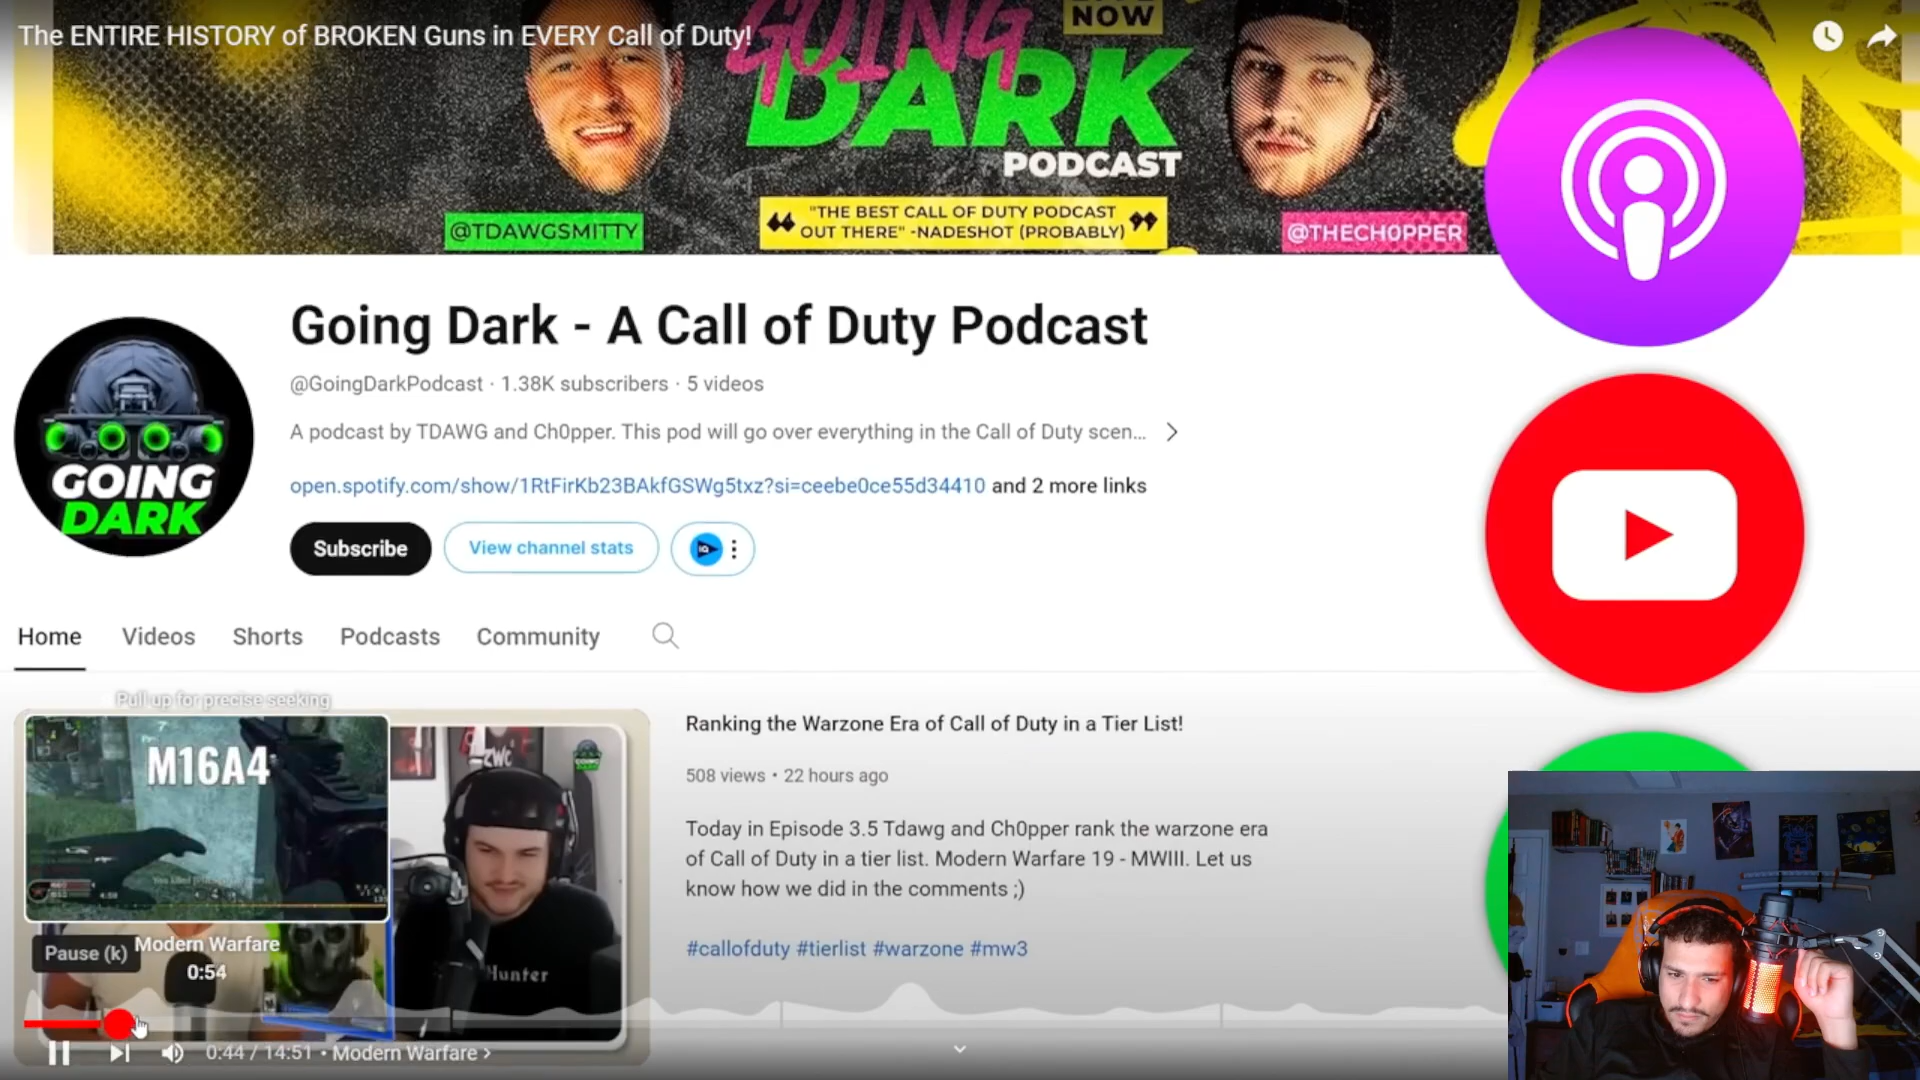 The ENTIRE HISTORY of BROKEN Guns in EVERY Call of Duty!
NOW
GOING
DARK
PODCAST
@TDAWGSMITTY
"THE BEST CALL OF DUTY PODCAST
OUT THERE" -NADESHOT (PROBABLY)
@THECH0PPER
Going Dark - A Call of Duty Podcast
@GoingDarkPodcast · 1.38K subscribers · 5 videos
A podcast by TDAWG and Ch0pper. This pod will go over everything in the Call of Duty scen...
GOING
DARK
open.spotify.com/show/1RtFirKb23BAkfGSWg5txz?si=ceebe0ce55d34410 and 2 more links
Subscribe
View channel stats
IQ
Home
Videos
Shorts
Podcasts
Community
Pull up for precise seeking
M16A4
Ranking the Warzone Era of Call of Duty in a Tier List!
508 views • 22 hours ago
Today in Episode 3.5 Tdawg and Ch0pper rank the warzone era
of Call of Duty in a tier list. Modern Warfare 19 - MWIII. Let us
know how we did in the comments ;)
#callofduty #tierlist #warzone #mw3
Hunter
Pause (k)
Modern Warfare
0:54
0:44 / 14:51 • Modern Warfare >